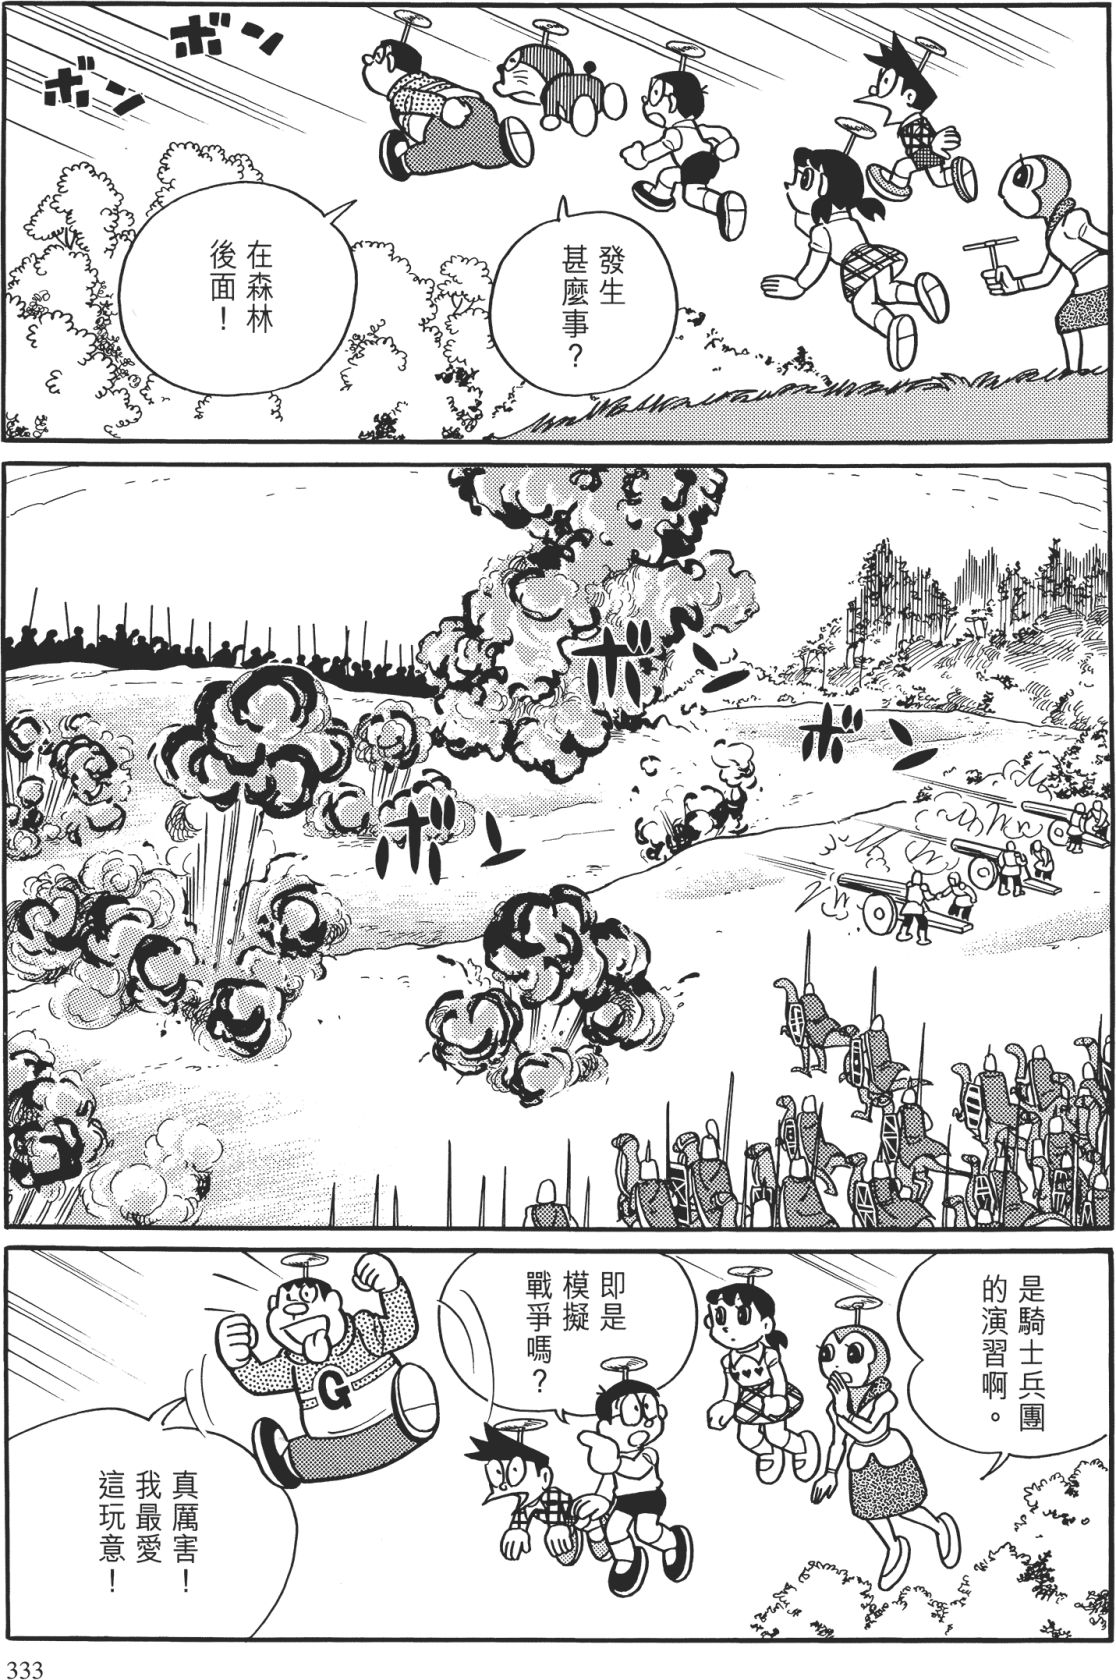 ボン
ボン
發生
甚麼事？
在森林
後面！
ボン
ボン
ボン
是騎士兵團
的演習啊。
即是
模擬
戰爭嗎？
G
真厲害！
我最愛
這玩意！
333